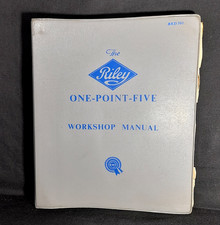 The
Riley
ONE-POINT-FIVE
WORKSHOP MANUAL